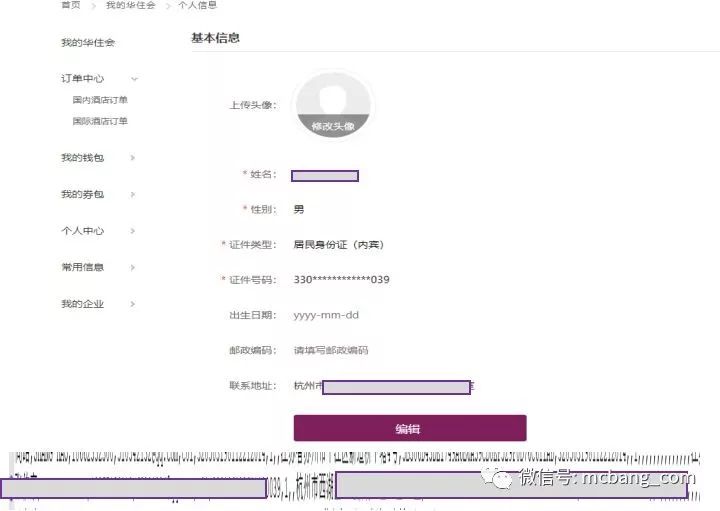 首页 > 我的华住会 > 个人信息
我的华住会
订单中心
国内酒店订单
国际酒店订单
我的钱包
我的券包
个人中心
常用信息
我的企业
基本信息
上传头像:
修改头像
* 姓名:
* 性别: 男
* 证件类型: 居民身份证（内宾）
* 证件号码: 330************039
出生日期: yyyy-mm-dd
邮政编码: 请填写邮政编码
联系地址: 杭州市
编辑
039,1,,杭州市西湖
微信号: mcbang_com